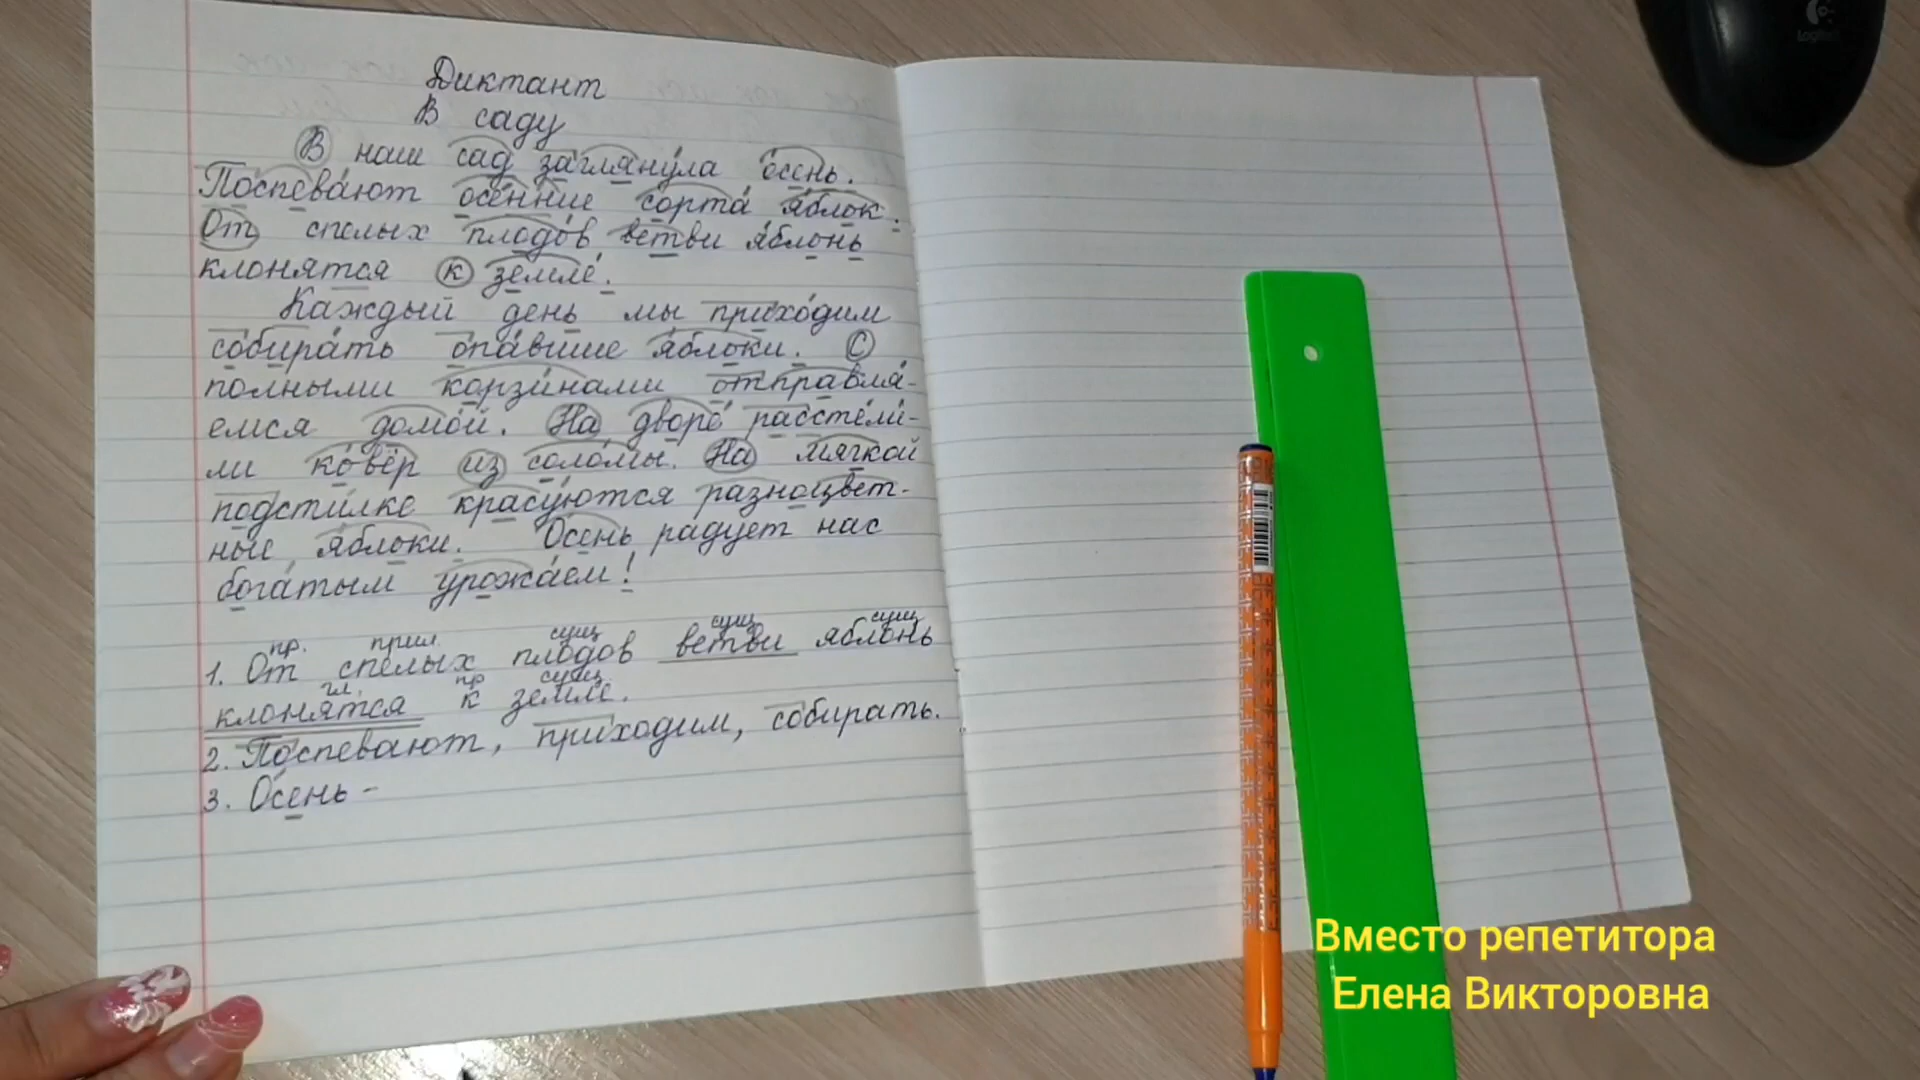 Диктант
В саду
В наш сад заглянула осень.
Поспевают осенние сорта яблок.
От спелых плодов ветви яблонь
клонятся к земле.
Каждый день мы приходим
собирать опавшие яблоки. С
полными корзинами отправля-
емся домой. На дворе расстели-
ли ковёр из соломы. На мягкой
подстилке красуются разноцвет-
ные яблоки. Осень радует нас
богатым урожаем!
пр. прил. сущ сущ сущ
1. От спелых плодов ветви яблонь
гл. пр сущ
клонятся к земле.
2. Поспевают, приходим, собирать.
3. Осень -
Вместо репетитора
Елена Викторовна